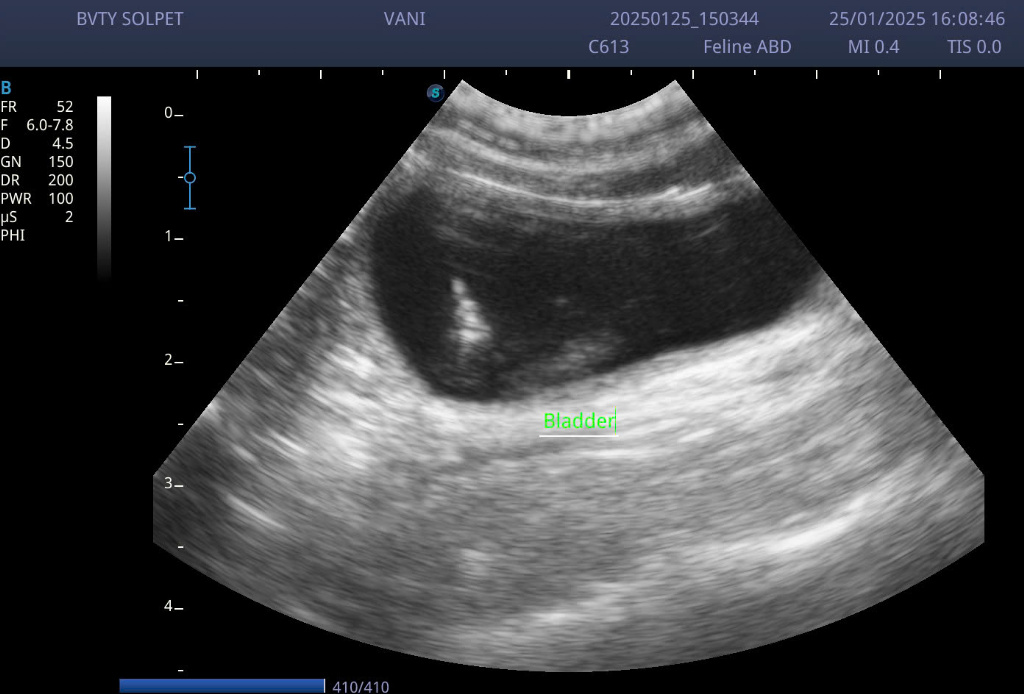 BVTY SOLPET VANI 20250125_150344 25/01/2025 16:08:46
C613 Feline ABD MI 0.4 TIS 0.0
S
B
FR 52
F 6.0-7.8
D 4.5
GN 150
DR 200
PWR 100
µS 2
PHI
0
1
2
3
4
Bladder
410/410